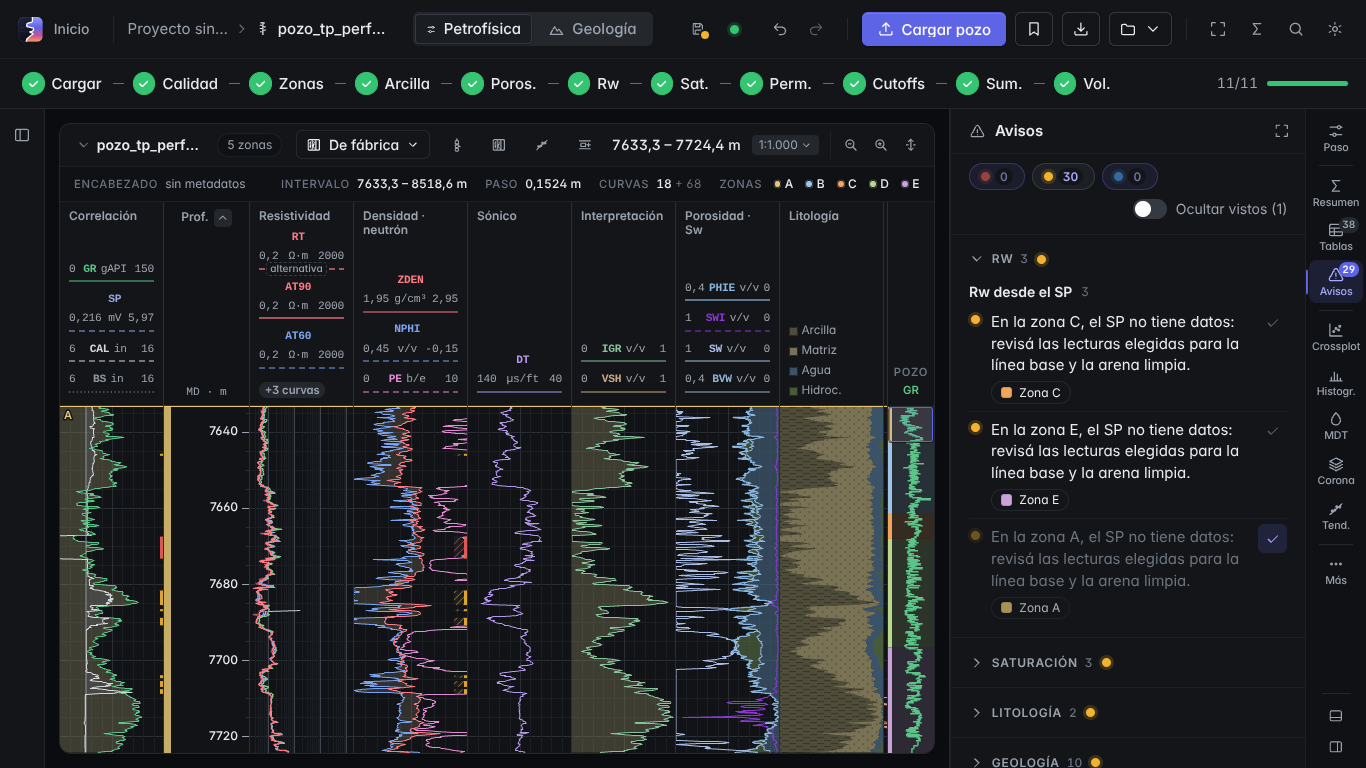 Inicio
Proyecto sin...
pozo_tp_perf...
Petrofísica
Geología
Cargar pozo
Cargar
Calidad
Zonas
Arcilla
Poros.
Rw
Sat.
Perm.
Cutoffs
Sum.
Vol.
11/11
pozo_tp_perf...
5 zonas
De fábrica
7633,3 – 7724,4 m
1:1.000
ENCABEZADO sin metadatos
INTERVALO 7633,3 – 8518,6 m
PASO 0,1524 m
CURVAS 18 + 68
ZONAS A B C D E
Correlación
0 GR gAPI 150
SP
0,216 mV 5,97
6 CAL in 16
6 BS in 16
Prof.
MD · m
Resistividad
RT
0,2 Ω·m 2000
alternativa
AT90
0,2 Ω·m 2000
AT60
0,2 Ω·m 2000
+3 curvas
Densidad ·
neutrón
ZDEN
1,95 g/cm³ 2,95
NPHI
0,45 v/v -0,15
0 PE b/e 10
Sónico
DT
140 µs/ft 40
Interpretación
0 IGR v/v 1
0 VSH v/v 1
Porosidad ·
Sw
0,4 PHIE v/v 0
1 SWI v/v 0
1 SW v/v 0
0,4 BVW v/v 0
Litología
Arcilla
Matriz
Agua
Hidroc.
POZO
GR
A
7640
7660
7680
7700
7720
Avisos
0
30
0
Ocultar vistos (1)
RW 3
Rw desde el SP 3
En la zona C, el SP no tiene datos:
revisá las lecturas elegidas para la
línea base y la arena limpia.
Zona C
En la zona E, el SP no tiene datos:
revisá las lecturas elegidas para la
línea base y la arena limpia.
Zona E
En la zona A, el SP no tiene datos:
revisá las lecturas elegidas para la
línea base y la arena limpia.
Zona A
SATURACIÓN 3
LITOLOGÍA 2
GEOLOGÍA 10
Paso
Resumen
38
Tablas
29
Avisos
Crossplot
Histogr.
MDT
Corona
Tend.
Más